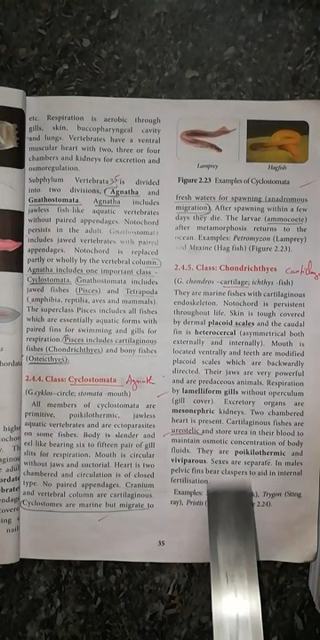 etc. Respiration is aerobic through
gills, skin, buccopharyngeal cavity
and lungs. Vertebrates have a ventral
muscular heart with two, three or four
chambers and kidneys for excretion and
osmoregulation.
Subphylum Vertebrata is divided
into two divisions, Agnatha and
Gnathostomata. Agnatha includes
jawless fish-like aquatic vertebrates
without paired appendages. Notochord
persists in the adult. Gnathostomata
includes jawed vertebrates with paired
appendages. Notochord is replaced
partly or wholly by the vertebral column.
Agnatha includes one important class -
Cyclostomata. Gnathostomata includes
jawed fishes (Pisces) and Tetrapoda
(amphibia, reptilia, aves and mammals).
The superclass Pisces includes all fishes
which are essentially aquatic forms with
paired fins for swimming and gills for
respiration. Pisces includes cartilaginous
fishes (Chondrichthyes) and bony fishes
(Osteicthyes).
2.4.4. Class: Cyclostomata
(G.cyklos-circle; stomata- mouth)
All members of cyclostomata are
primitive, poikilothermic, jawless
aquatic vertebrates and are ectoparasites
on some fishes. Body is slender and
eel like bearing six to fifteen pair of gill
slits for respiration. Mouth is circular
without jaws and suctorial. Heart is two
chambered and circulation is of closed
type. No paired appendages. Cranium
and vertebral column are cartilaginous.
Cyclostomes are marine but migrate to
Lamprey Hagfish
Figure 2.23 Examples of Cyclostomata
fresh waters for spawning (anadromous
migration). After spawning within a few
days they die. The larvae (ammocoete)
after metamorphosis returns to the
ocean. Examples: Petromyzon (Lamprey)
and Mexine (Hag fish) (Figure 2.23).
2.4.5. Class: Chondrichthyes
(G. chondros -cartilage; ichthys -fish)
They are marine fishes with cartilaginous
endoskeleton. Notochord is persistent
throughout life. Skin is tough covered
by dermal placoid scales and the caudal
fin is heterocercal (asymmetrical both
externally and internally). Mouth is
located ventrally and teeth are modified
placoid scales which are backwardly
directed. Their jaws are very powerful
and are predaceous animals. Respiration
by lamelliform gills without operculum
(gill cover). Excretory organs are
mesonephric kidneys. Two chambered
heart is present. Cartilaginous fishes are
ureotelic and store urea in their blood to
maintain osmotic concentration of body
fluids. They are poikilothermic and
viviparous. Sexes are separate. In males
pelvic fins bear claspers to aid in internal
fertilisation.
Examples: Trygon (Sting
ray), Pristis 2.24).
35